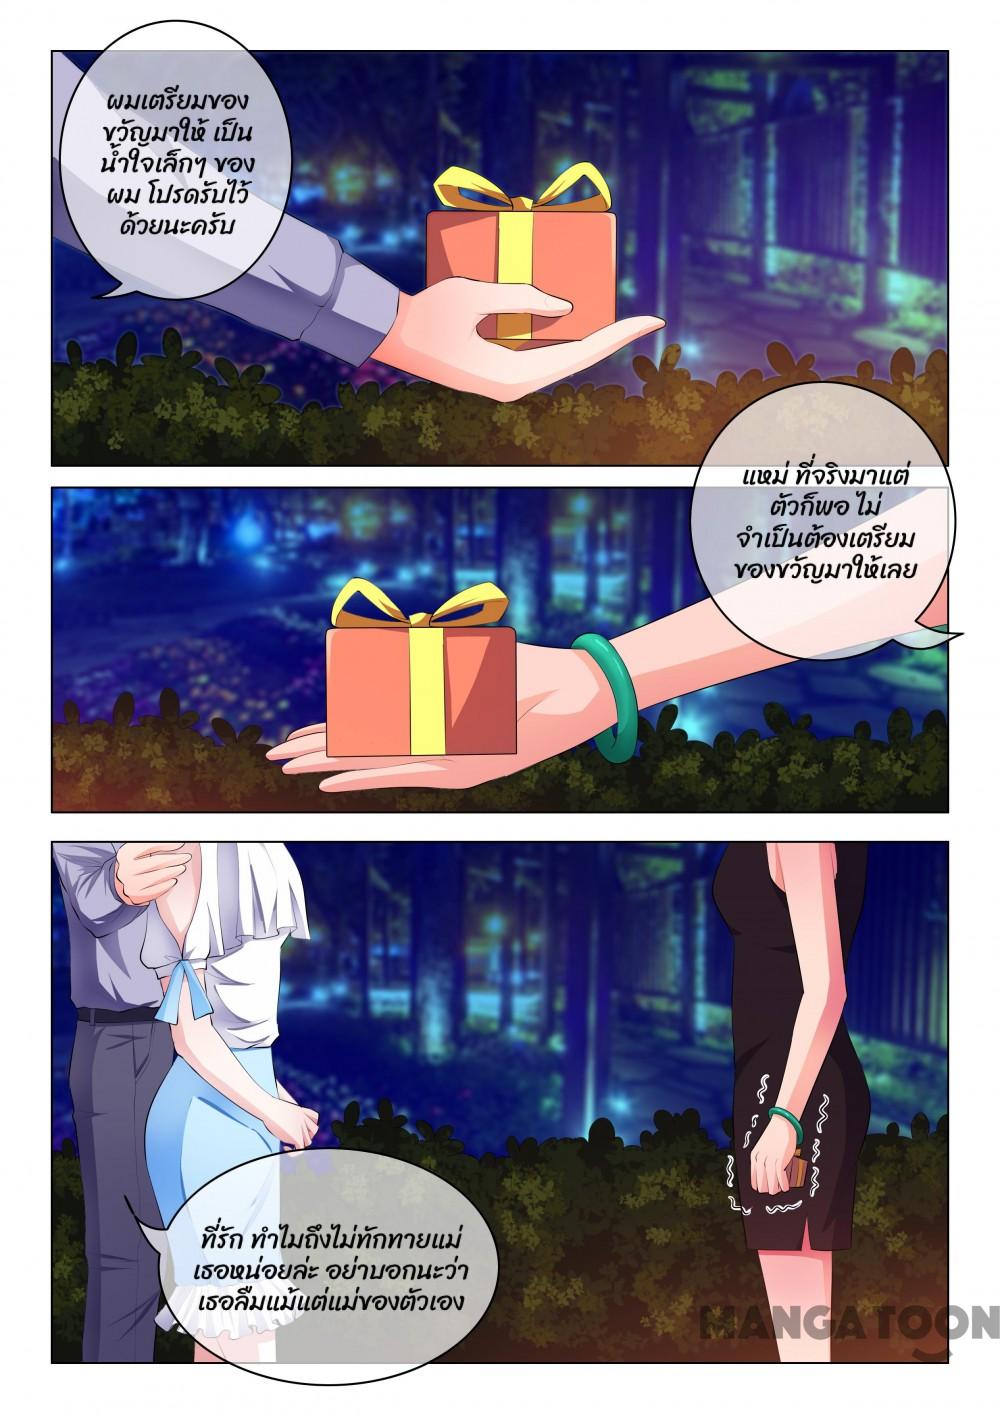 ผมเตรียมของ
ขวัญมาให้ เป็น
น้ำใจเล็กๆ ของ
ผม โปรดรับไว้
ด้วยนะครับ
แหม่ ที่จริงมาแต่
ตัวก็พอ ไม่
จำเป็นต้องเตรียม
ของขวัญมาให้เลย
ที่รัก ทำไมถึงไม่ทักทายแม่
เธอหน่อยล่ะ อย่าบอกนะว่า
เธอลืมแม้แต่แม่ของตัวเอง
MANGATOON